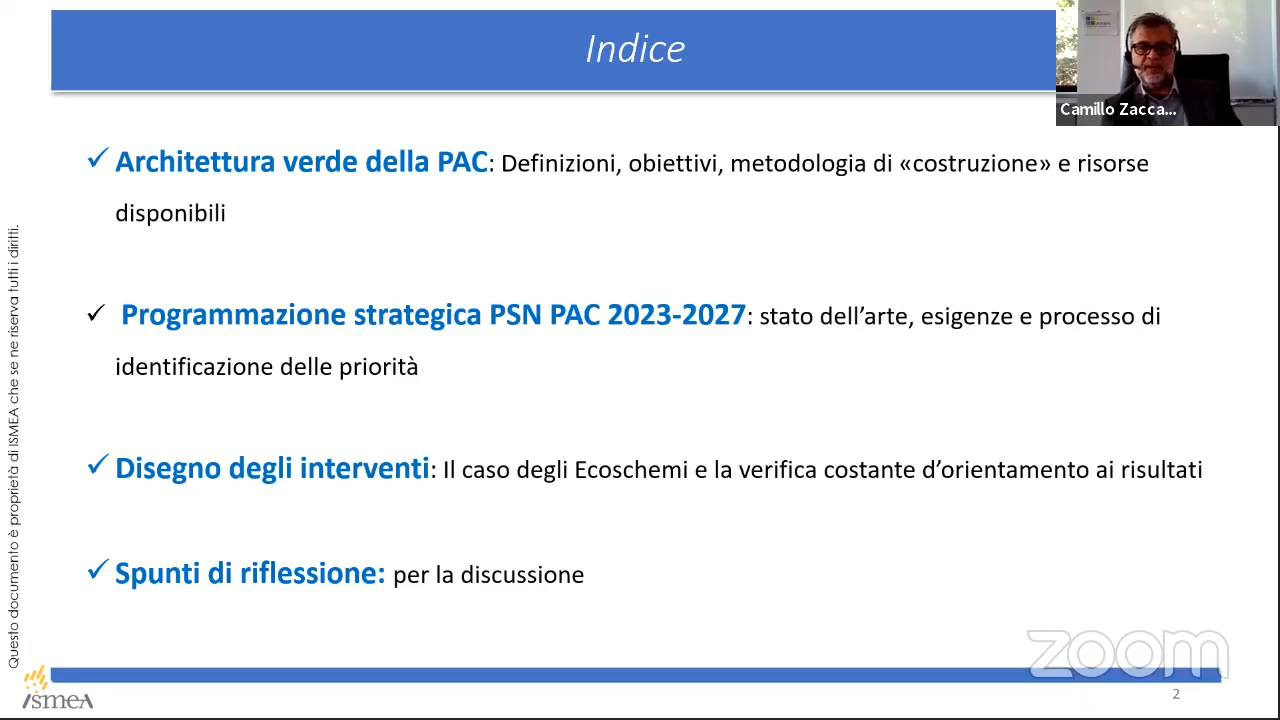 Indice
Camillo Zacca...
✓ Architettura verde della PAC: Definizioni, obiettivi, metodologia di «costruzione» e risorse
disponibili
✓ Programmazione strategica PSN PAC 2023-2027: stato dell’arte, esigenze e processo di
identificazione delle priorità
✓ Disegno degli interventi: Il caso degli Ecoschemi e la verifica costante d’orientamento ai risultati
✓ Spunti di riflessione: per la discussione
Questo documento è proprietà di ISMEA che se ne riserva tutti i diritti.
zoom
ismea
2